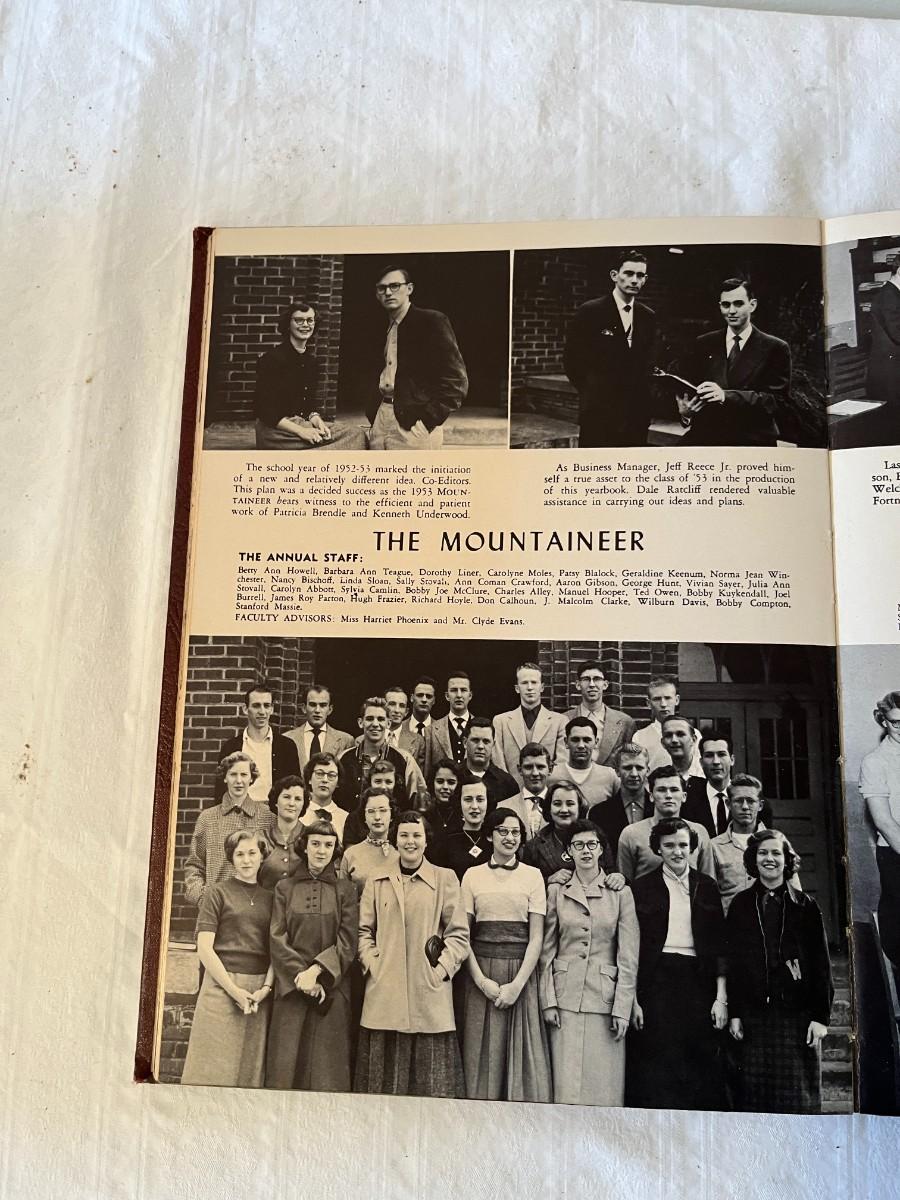 The school year of 1952-53 marked the initiation
of a new and relatively different idea. Co-Editors.
This plan was a decided success as the 1953 MOUN-
TAINEER bears witness to the efficient and patient
work of Patricia Brendle and Kenneth Underwood.
As Business Manager, Jeff Reece Jr. proved him-
self a true asset to the class of '53 in the production
of this yearbook. Dale Ratcliff rendered valuable
assistance in carrying out ideas and plans.
THE MOUNTAINEER
THE ANNUAL STAFF:
Betty Ann Howell, Barbara Ann Teague, Dorothy Liner, Carolyne Moles, Patsy Blalock, Geraldine Keenum, Norma Jean Win-
chester, Nancy Bischoff, Linda Sloan, Sally Stovall, Ann Coman Crawford, Aaron Gibson, George Hunt, Vivian Sayer, Julia Ann
Stovall, Carolyn Abbott, Sylvia Camlin, Bobby Joe McClure, Charles Alley, Manuel Hooper, Ted Owen, Bobby Kuykendall, Joel
Burrell, James Roy Parton, Hugh Frazier, Richard Hoyle, Don Calhoun, J. Malcolm Clarke, Wilburn Davis, Bobby Compton,
Stanford Massie.
FACULTY ADVISORS: Miss Harriet Phoenix and Mr. Clyde Evans.
Las
son, E
Welc
Fortn
W